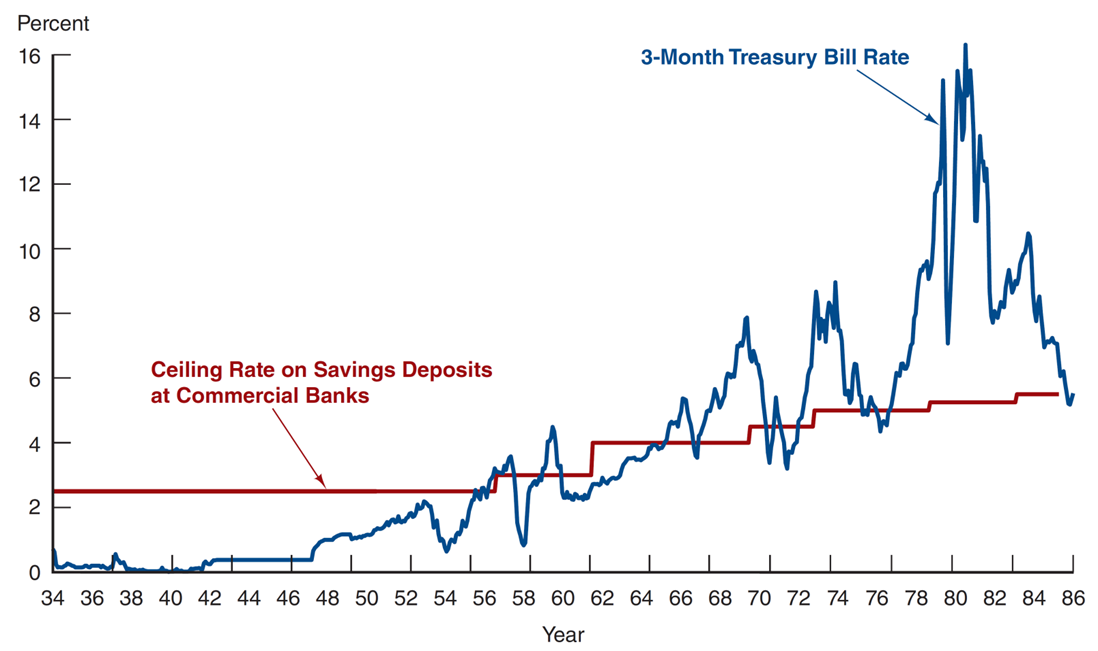 Percent
16
3-Month Treasury Bill Rate
14
12
10
8
Ceiling Rate on Savings Deposits
at Commercial Banks
6
4
2
0
34 36 38 40 42 44 46 48 50 52 54 56 58 60 62 64 66 68 70 72 74 76 78 80 82 84 86
Year